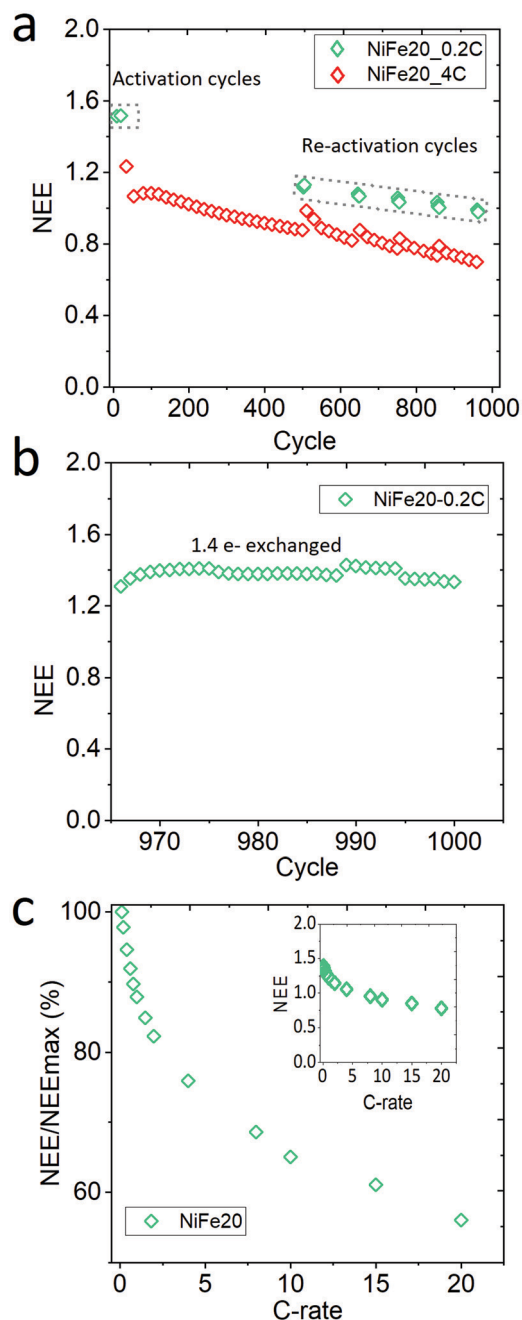 a
NiFe20_0.2C
NiFe20_4C
Activation cycles
Re-activation cycles
NEE
2.0
1.6
1.2
0.8
0.4
0.0
0 200 400 600 800 1000
Cycle
b
NiFe20-0.2C
1.4 e- exchanged
NEE
2.0
1.6
1.2
0.8
0.4
0.0
970 980 990 1000
Cycle
c
NEE/NEEmax (%)
100
80
60
NEE
2.0
1.5
1.0
0.5
0.0
0 5 10 15 20
C-rate
NiFe20
0 5 10 15 20
C-rate